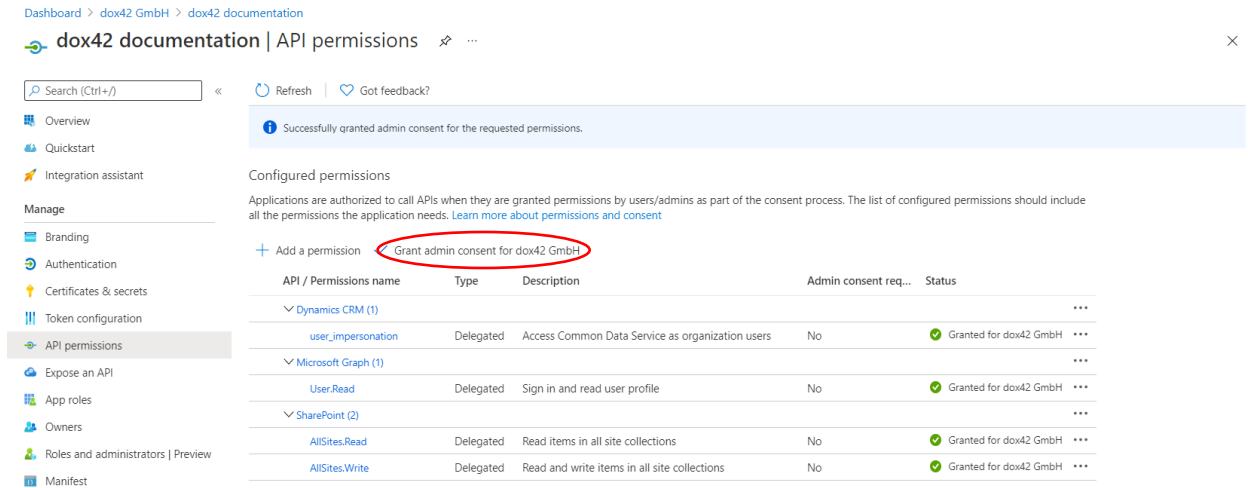 Dashboard > dox42 GmbH > dox42 documentation
dox42 documentation | API permissions ...
Search (Ctrl+/) «
Refresh Got feedback?
Overview
Successfully granted admin consent for the requested permissions.
Quickstart
Integration assistant
Configured permissions
Applications are authorized to call APIs when they are granted permissions by users/admins as part of the consent process. The list of configured permissions should include
all the permissions the application needs. Learn more about permissions and consent
Manage
Branding
Authentication
Certificates & secrets
Token configuration
API permissions
Expose an API
App roles
Owners
Roles and administrators | Preview
Manifest
Add a permission Grant admin consent for dox42 GmbH
API / Permissions name Type Description Admin consent req... Status
Dynamics CRM (1) ...
user_impersonation Delegated Access Common Data Service as organization users No Granted for dox42 GmbH ...
Microsoft Graph (1) ...
User.Read Delegated Sign in and read user profile No Granted for dox42 GmbH ...
SharePoint (2) ...
AllSites.Read Delegated Read items in all site collections No Granted for dox42 GmbH ...
AllSites.Write Delegated Read and write items in all site collections No Granted for dox42 GmbH ...